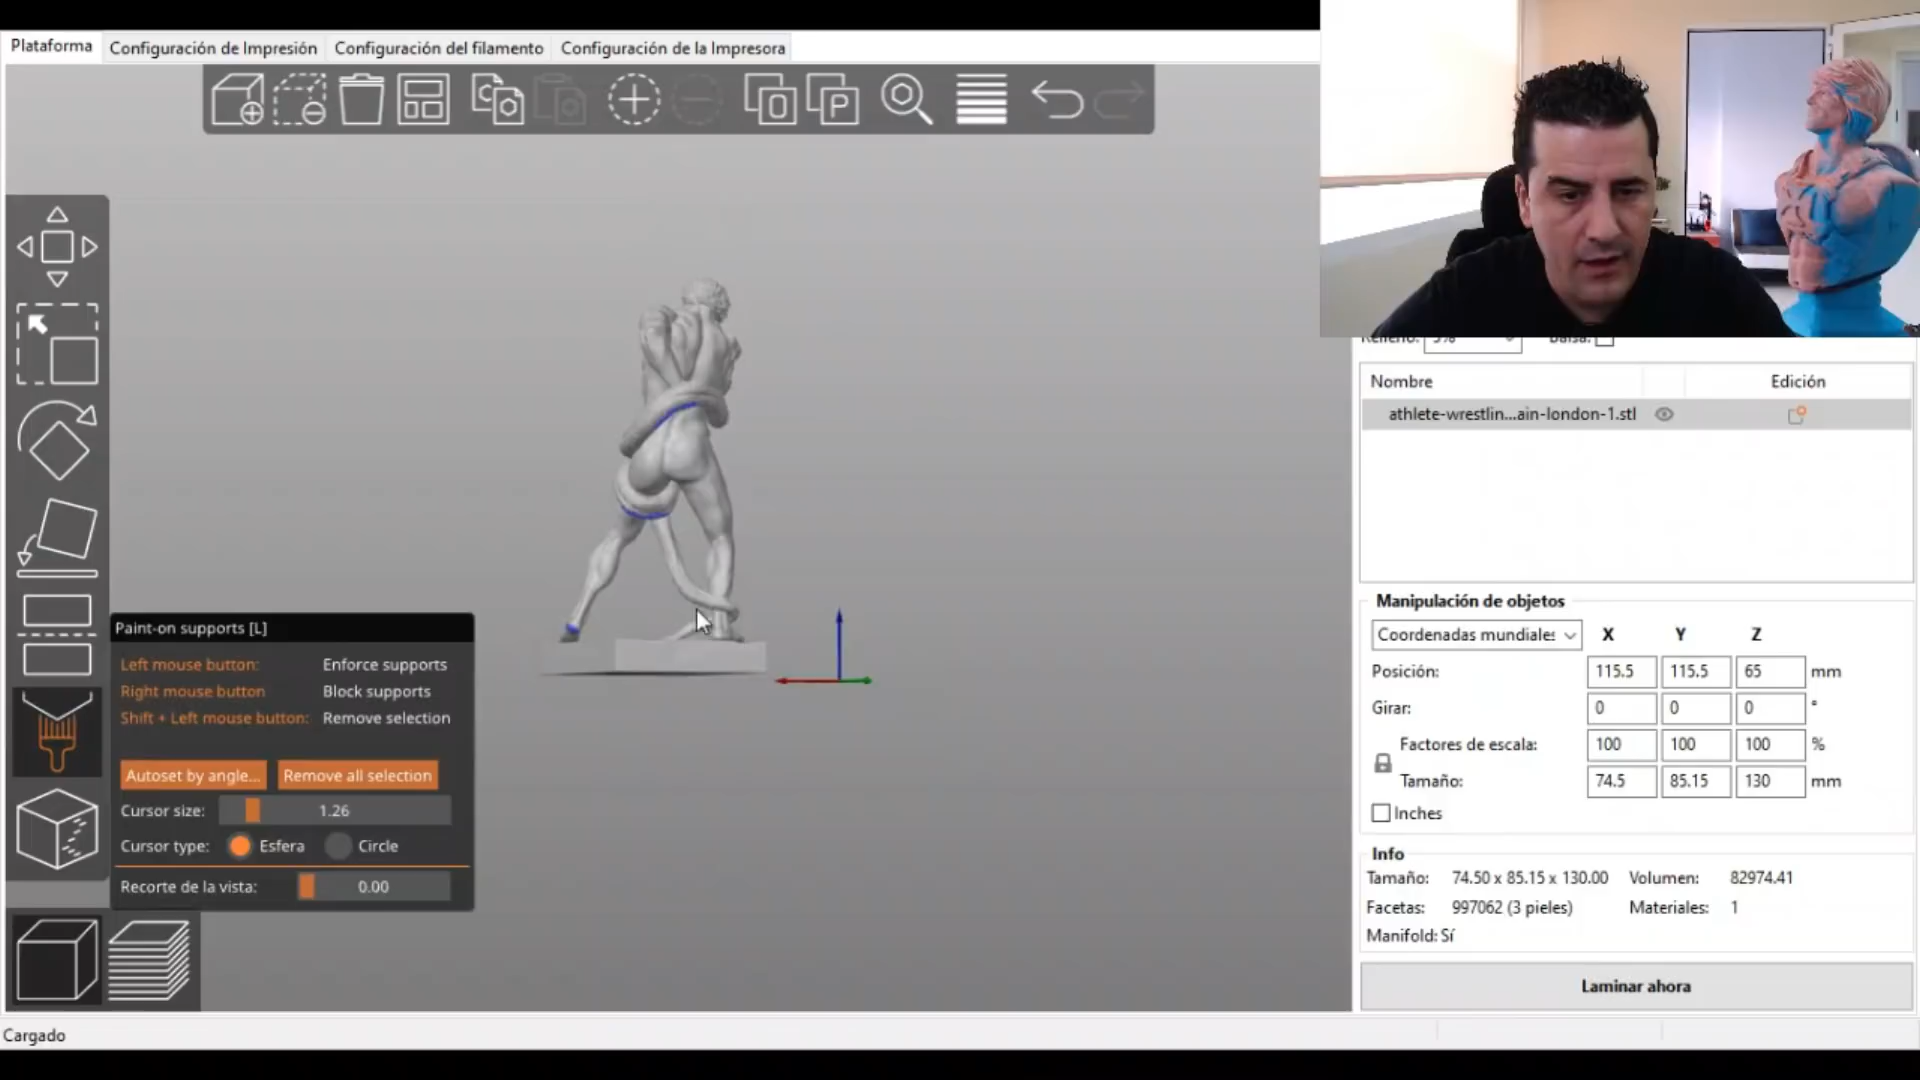 Plataforma Configuración de Impresión Configuración del filamento Configuración de la Impresora
O P
Relleno: 5% Balsa:
Nombre Edición
athlete-wrestlin...ain-london-1.stl
Manipulación de objetos
Coordenadas mundiales X Y Z
Posición: 115.5 115.5 65 mm
Girar: 0 0 0 °
Factores de escala: 100 100 100 %
Tamaño: 74.5 85.15 130 mm
Inches
Info
Tamaño: 74.50 x 85.15 x 130.00 Volumen: 82974.41
Facetas: 997062 (3 pieles) Materiales: 1
Manifold: Sí
Laminar ahora
Paint-on supports [L]
Left mouse button: Enforce supports
Right mouse button Block supports
Shift + Left mouse button: Remove selection
Autoset by angle... Remove all selection
Cursor size: 1.26
Cursor type: Esfera Circle
Recorte de la vista: 0.00
Cargado